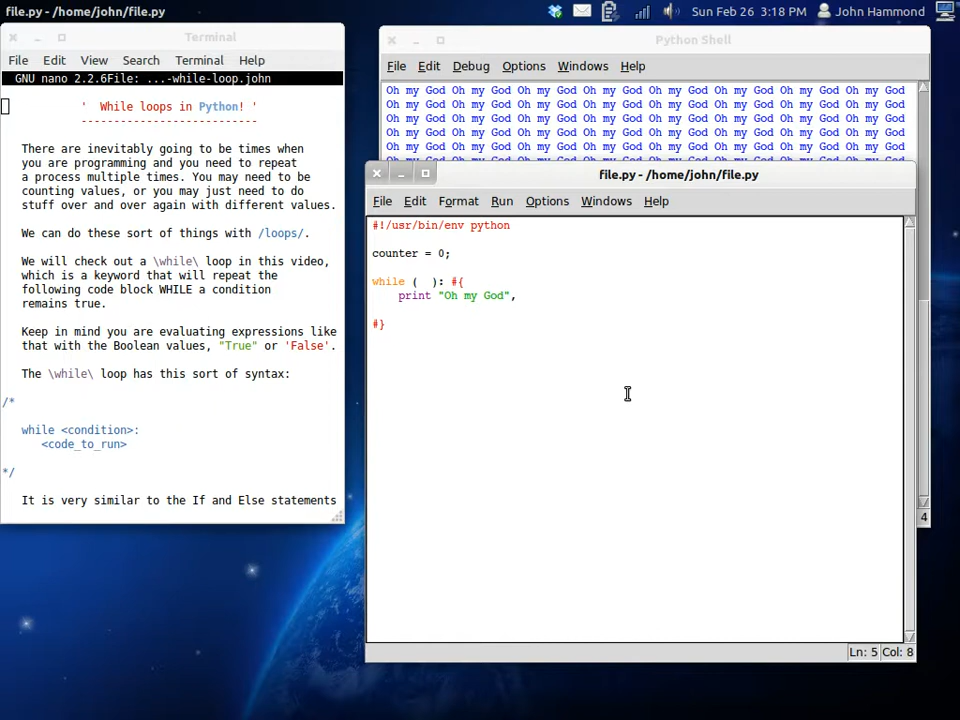 file.py - /home/john/file.py
Sun Feb 26 3:18 PM John Hammond
Terminal
File Edit View Search Terminal Help
GNU nano 2.2.6File: ...-while-loop.john
' While loops in Python! '
---------------------------
There are inevitably going to be times when
you are programming and you need to repeat
a process multiple times. You may need to be
counting values, or you may just need to do
stuff over and over again with different values.
We can do these sort of things with /loops/.
We will check out a \while\ loop in this video,
which is a keyword that will repeat the
following code block WHILE a condition
remains true.
Keep in mind you are evaluating expressions like
that with the Boolean values, "True" or 'False'.
The \while\ loop has this sort of syntax:
/*
while <condition>:
<code_to_run>
*/
It is very similar to the If and Else statements
Python Shell
File Edit Debug Options Windows Help
Oh my God Oh my God Oh my God Oh my God Oh my God Oh my God Oh my God Oh my God
Oh my God Oh my God Oh my God Oh my God Oh my God Oh my God Oh my God Oh my God
Oh my God Oh my God Oh my God Oh my God Oh my God Oh my God Oh my God Oh my God
Oh my God Oh my God Oh my God Oh my God Oh my God Oh my God Oh my God Oh my God
Oh my God Oh my God Oh my God Oh my God Oh my God Oh my God Oh my God Oh my God
4
file.py - /home/john/file.py
File Edit Format Run Options Windows Help
#!/usr/bin/env python
counter = 0;
while (  ): #{
print "Oh my God",
#}
Ln: 5 Col: 8